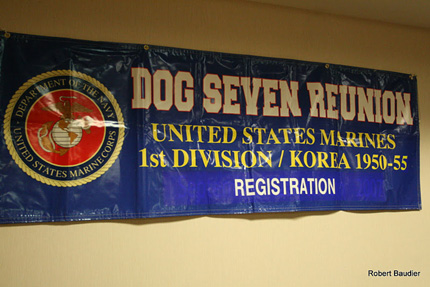 DOG SEVEN REUNION
UNITED STATES MARINES
1st DIVISION / KOREA 1950-55
REGISTRATION
DEPARTMENT OF THE NAVY
UNITED STATES MARINE CORPS
Robert Baudier